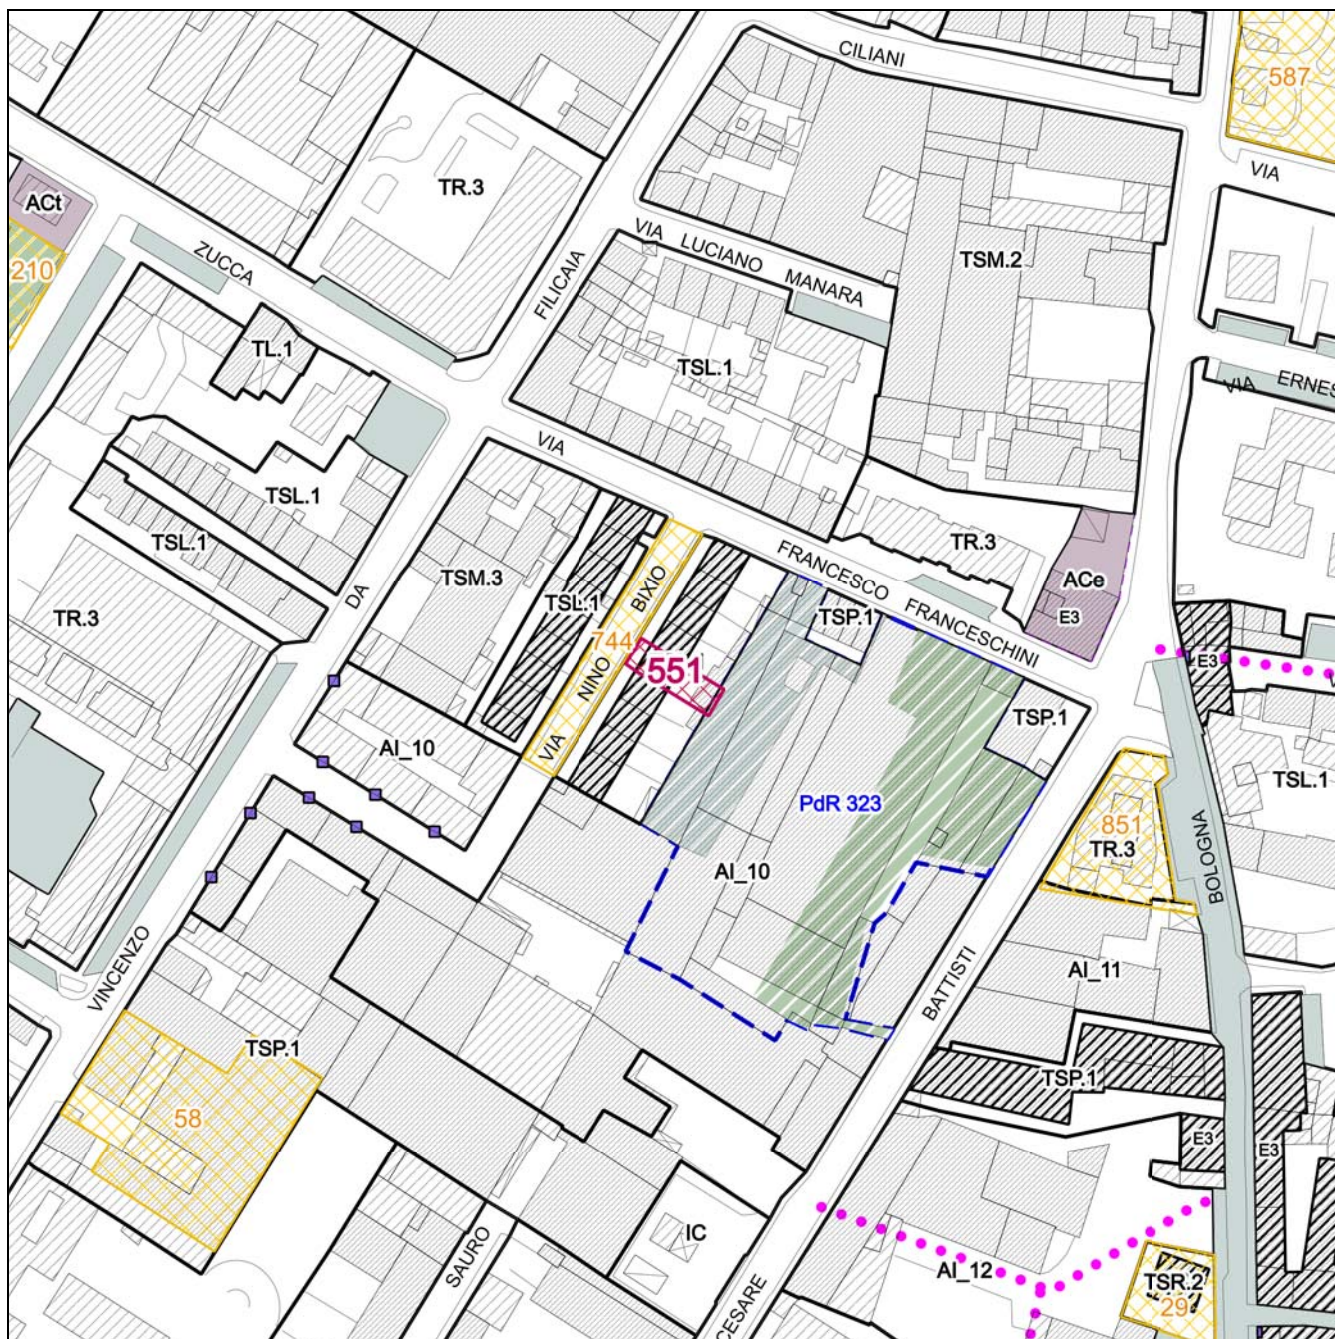 CILIANI
587
VIA
TR.3
ACt
210
ZUCCA
FILICAIA
VIA LUCIANO MANARA
TSM.2
TL.1
TSL.1
VIA ERNES
TSL.1
TSL.1
VIA FRANCESCO FRANCESCHINI
TR.3
ACe
E3
TSM.3
TSL.1
DA
TR.3
VIA NINO BIXIO
744
551
TSP.1
E3
TSP.1
TSL.1
AI_10
PdR 323
851
TR.3
BOLOGNA
AI_10
VINCENZO
BATTISTI
AI_11
TSP.1
58
TSP.1
E3
E3
IC
SAURO
CESARE
AI_12
TSR.2
29